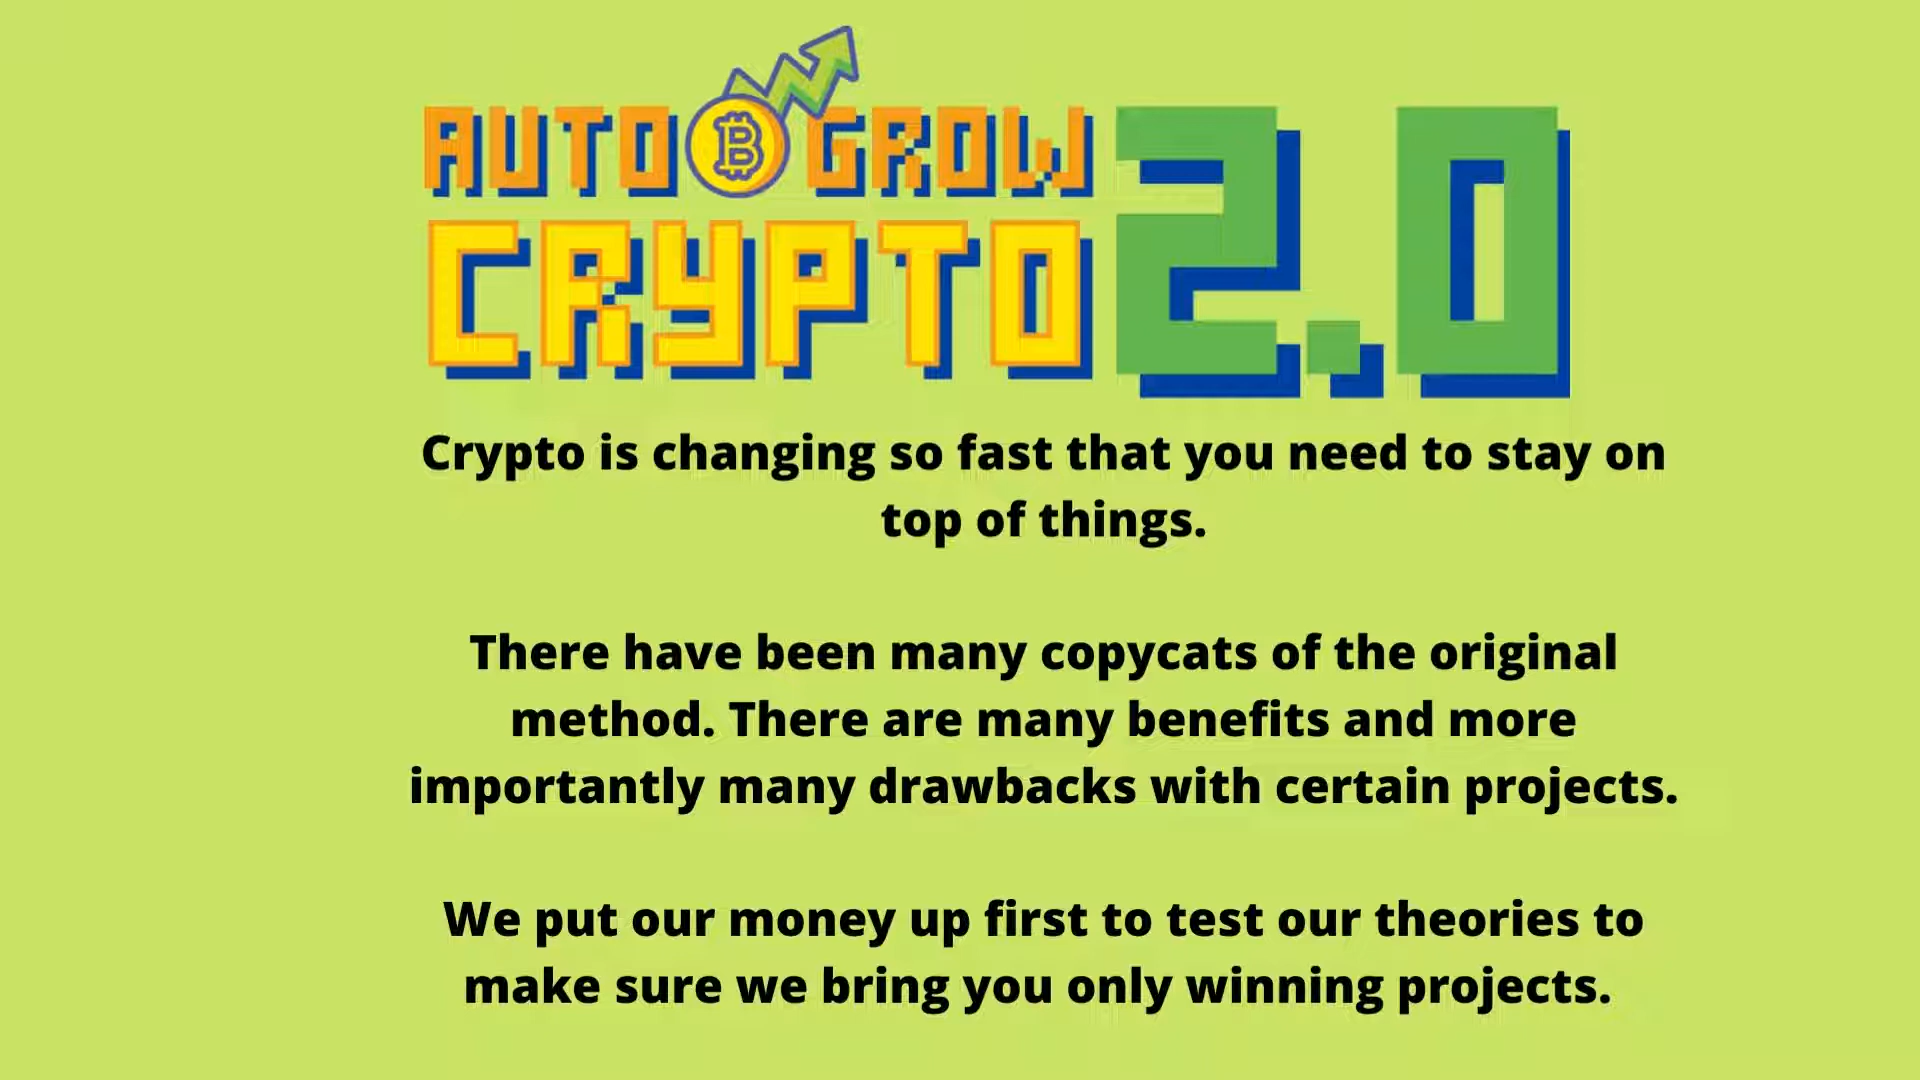 AUTO GROW
CRYPTO 2.0
Crypto is changing so fast that you need to stay on
top of things.
There have been many copycats of the original
method. There are many benefits and more
importantly many drawbacks with certain projects.
We put our money up first to test our theories to
make sure we bring you only winning projects.